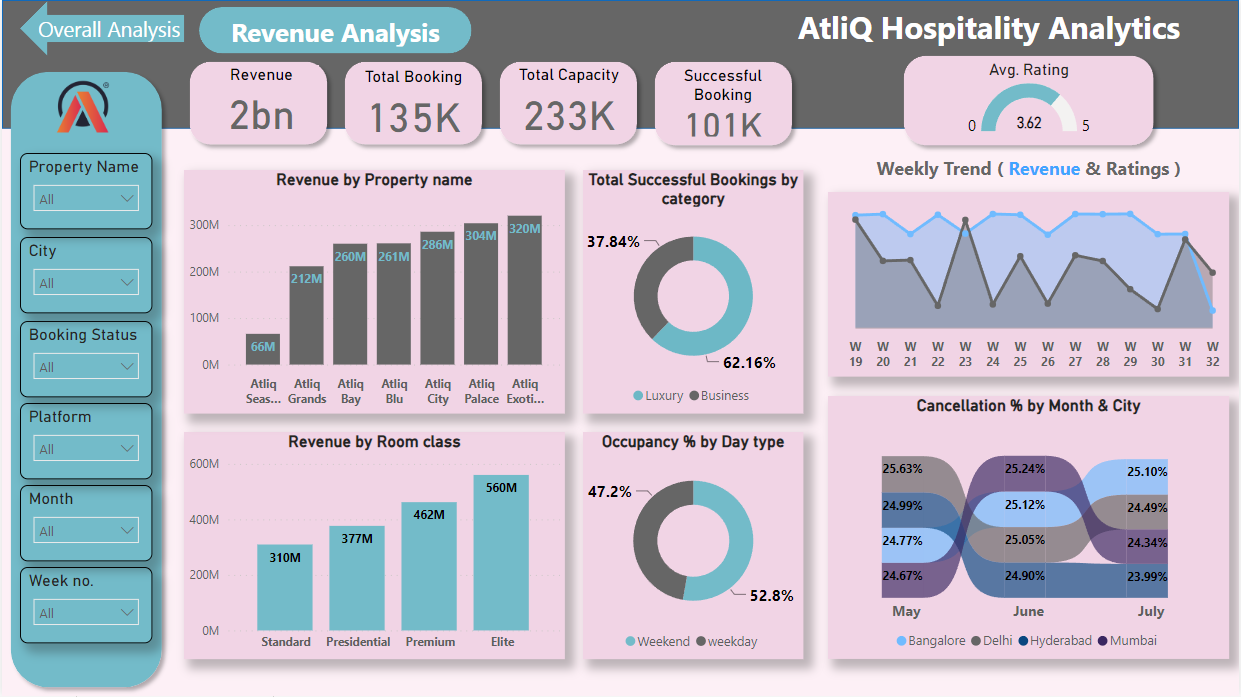 Overall Analysis
Revenue Analysis
AtliQ Hospitality Analytics
Revenue
2bn
Total Booking
135K
Total Capacity
233K
Successful
Booking
101K
Avg. Rating
0
3.62
5
®
Property Name
All
City
All
Booking Status
All
Platform
All
Month
All
Week no.
All
Revenue by Property name
300M
200M
100M
0M
66M
212M
260M
261M
286M
304M
320M
Atliq Seas...
Atliq Grands
Atliq Bay
Atliq Blu
Atliq City
Atliq Palace
Atliq Exoti...
Total Successful Bookings by
category
37.84%
62.16%
Luxury Business
Weekly Trend ( Revenue & Ratings )
W 19
W 20
W 21
W 22
W 23
W 24
W 25
W 26
W 27
W 28
W 29
W 30
W 31
W 32
Revenue by Room class
600M
400M
200M
0M
310M
377M
462M
560M
Standard
Presidential
Premium
Elite
Occupancy % by Day type
47.2%
52.8%
Weekend weekday
Cancellation % by Month & City
25.63%
24.99%
24.77%
24.67%
25.24%
25.12%
25.05%
24.90%
25.10%
24.49%
24.34%
23.99%
May
June
July
Bangalore Delhi Hyderabad Mumbai